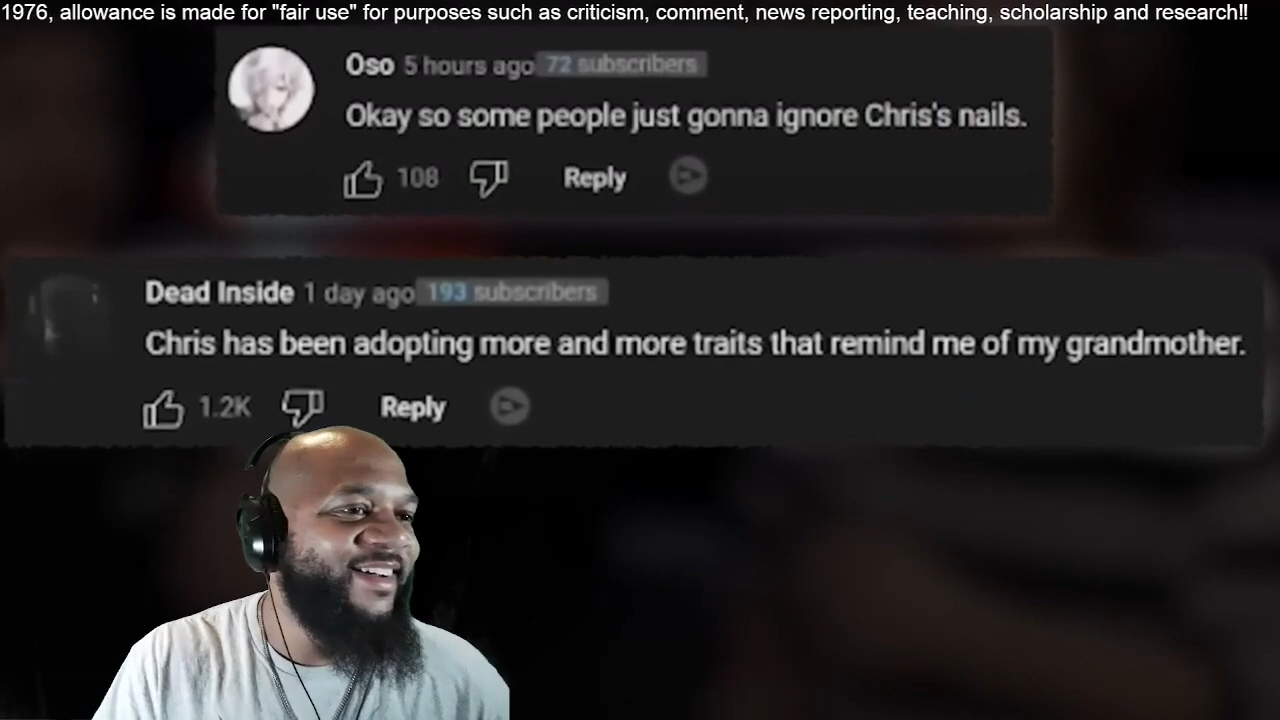 1976, allowance is made for "fair use" for purposes such as criticism, comment, news reporting, teaching, scholarship and research!!
Oso 5 hours ago 72 subscribers
Okay so some people just gonna ignore Chris's nails.
108 Reply
Dead Inside 1 day ago 193 subscribers
Chris has been adopting more and more traits that remind me of my grandmother.
1.2K Reply